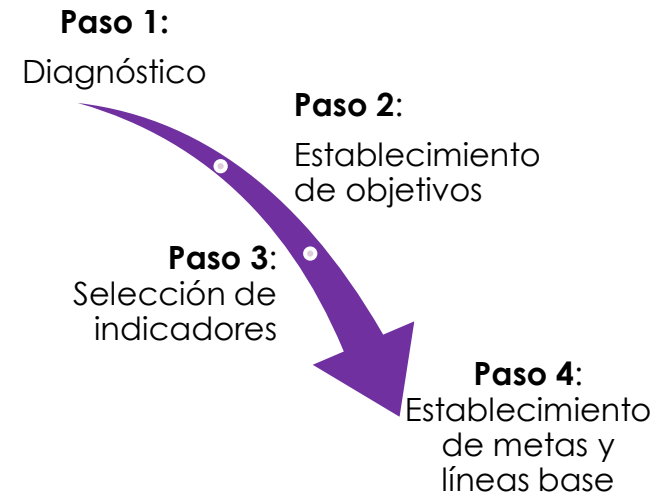 Paso 1:
Diagnóstico
Paso 2:
Establecimiento
de objetivos
Paso 3:
Selección de
indicadores
Paso 4:
Establecimiento
de metas y
líneas base